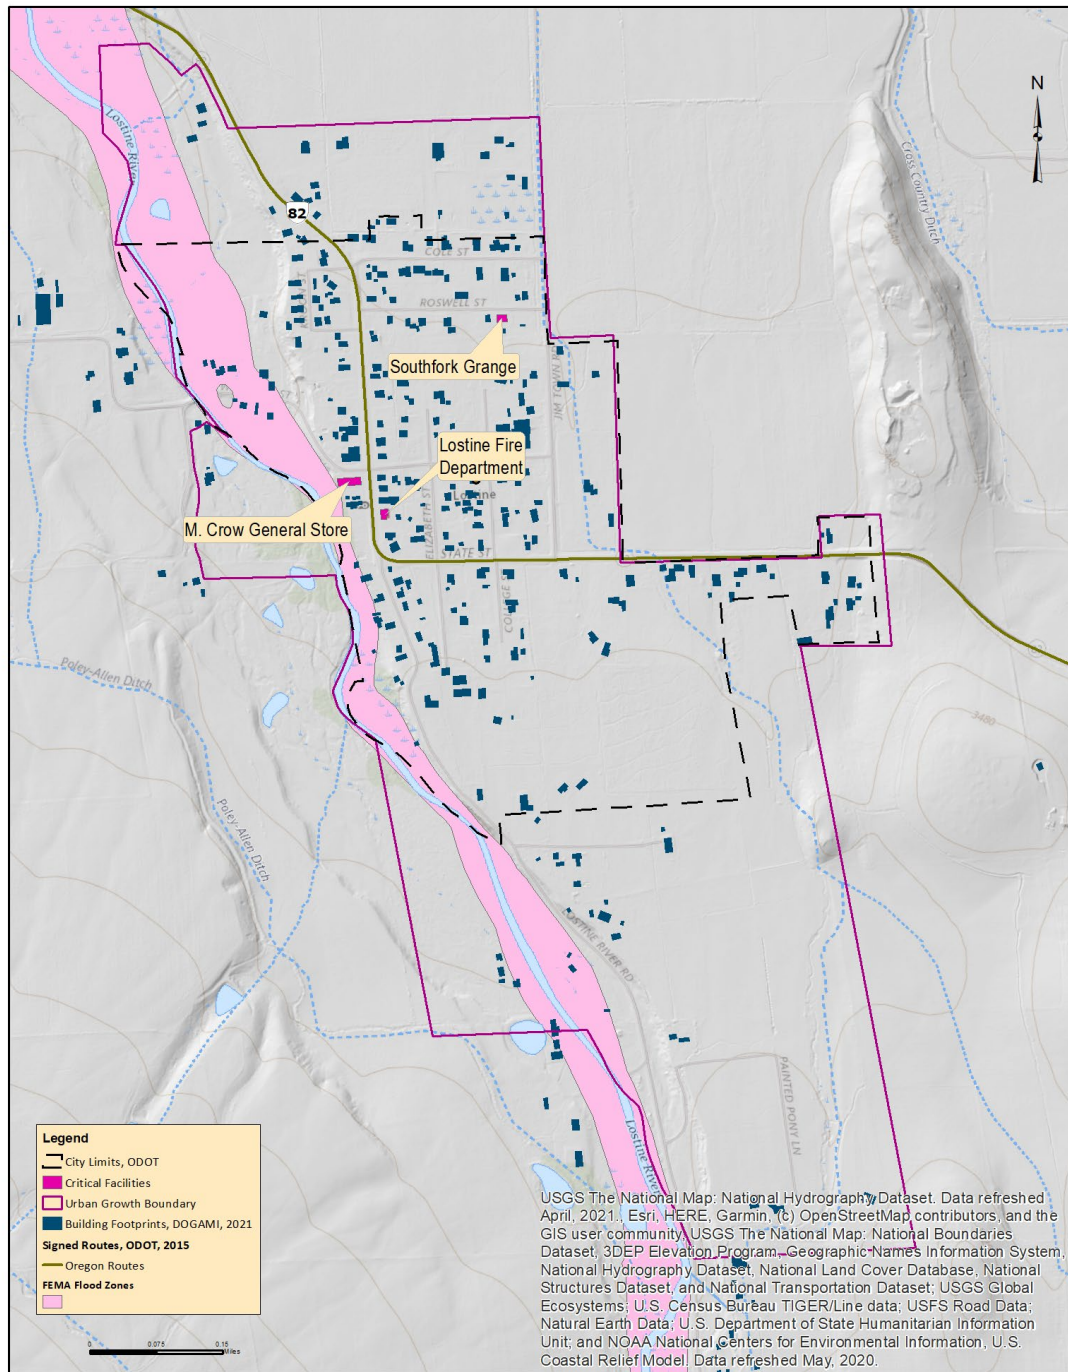 N
Lostine River
Cross Country Ditch
82
COLE ST
ROSWELL ST
Southfork Grange
JIM TOWN RD
Lostine Fire
Department
Lostine
M. Crow General Store
ELIZABETH ST
STATE ST
COLLEGE ST
Poley-Allen Ditch
3480
Poley-Allen Ditch
LOSTINE RIVER RD
PAINTED PONY LN
Lostine River
Legend
City Limits, ODOT
Critical Facilities
Urban Growth Boundary
Building Footprints, DOGAMI, 2021
Signed Routes, ODOT, 2015
Oregon Routes
FEMA Flood Zones
0 0.075 0.15
Miles
USGS The National Map: National Hydrography Dataset. Data refreshed
April, 2021., Esri, HERE, Garmin, (c) OpenStreetMap contributors, and the
GIS user community, USGS The National Map: National Boundaries
Dataset, 3DEP Elevation Program, Geographic Names Information System,
National Hydrography Dataset, National Land Cover Database, National
Structures Dataset, and National Transportation Dataset; USGS Global
Ecosystems; U.S. Census Bureau TIGER/Line data; USFS Road Data;
Natural Earth Data; U.S. Department of State Humanitarian Information
Unit; and NOAA National Centers for Environmental Information, U.S.
Coastal Relief Model. Data refreshed May, 2020.